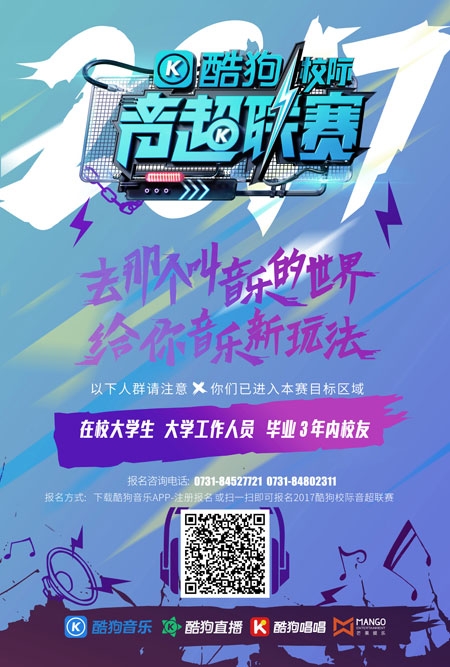 2017
K 酷狗 校际
音超联赛
K
去那个叫音乐的世界
给你音乐新玩法
以下人群请注意 × 你们已进入本赛目标区域
在校大学生 大学工作人员 毕业3年内校友
报名咨询电话: 0731-84527721 0731-84802311
报名方式: 下载酷狗音乐APP-注册报名或扫一扫即可报名2017酷狗校际音超联赛
K 酷狗音乐 K 酷狗直播 K 酷狗唱唱 MANGO
ENTERTAINMENT
芒果娱乐